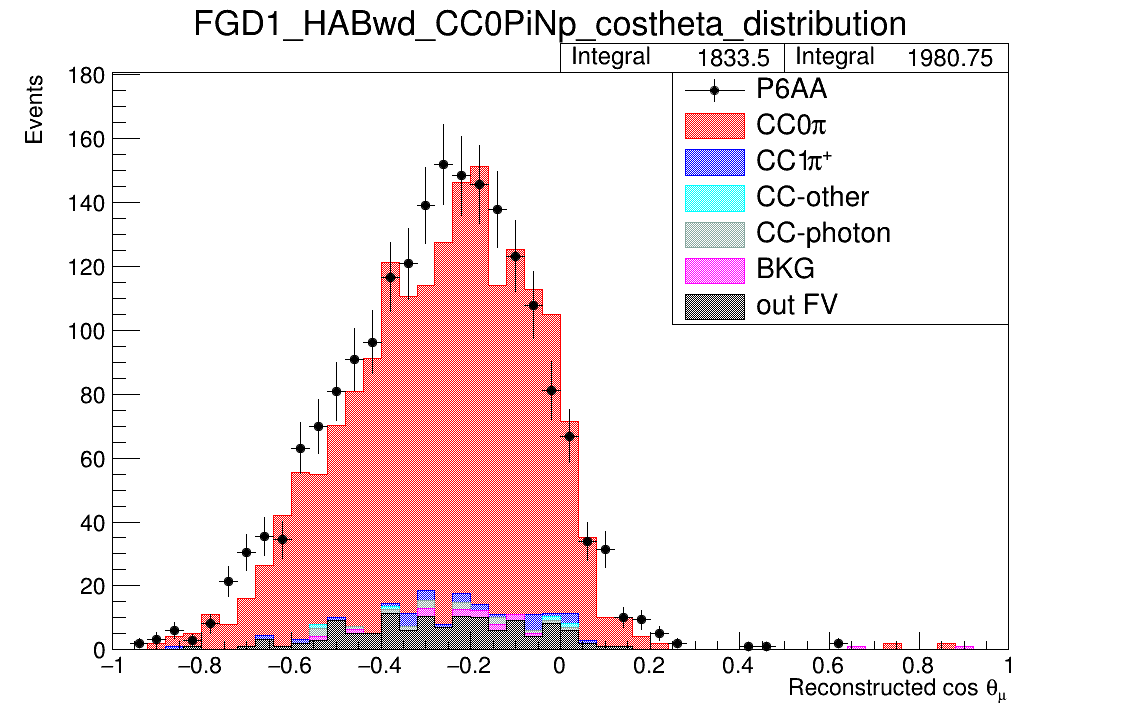 FGD1_HABwd_CC0PiNp_costheta_distribution
Integral 1833.5 Integral 1980.75
Events
180
160
140
120
100
80
60
40
20
0
P6AA
CC0π
CC1π⁺
CC-other
CC-photon
BKG
out FV
−1 −0.8 −0.6 −0.4 −0.2 0 0.2 0.4 0.6 0.8 1
Reconstructed cos θμ